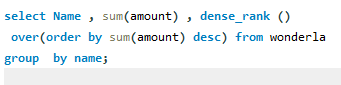 select Name , sum(amount) , dense_rank ()
over(order by sum(amount) desc) from wonderla
group  by name;